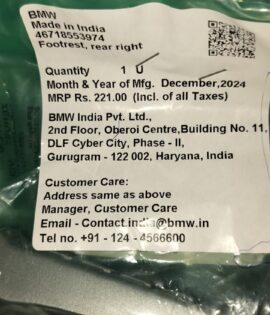 BMW
Made in India
46718553974
Footrest, rear right
Quantity 1 U
Month & Year of Mfg. December,2024
MRP Rs. 221.00 (Incl. of all Taxes)
BMW India Pvt. Ltd.,
2nd Floor, Oberoi Centre,Building No. 11,
DLF Cyber City, Phase - II,
Gurugram - 122 002, Haryana, India
Customer Care:
Address same as above
Manager, Customer Care
Email - Contact.india@bmw.in
Tel no. +91 - 124 - 4566600